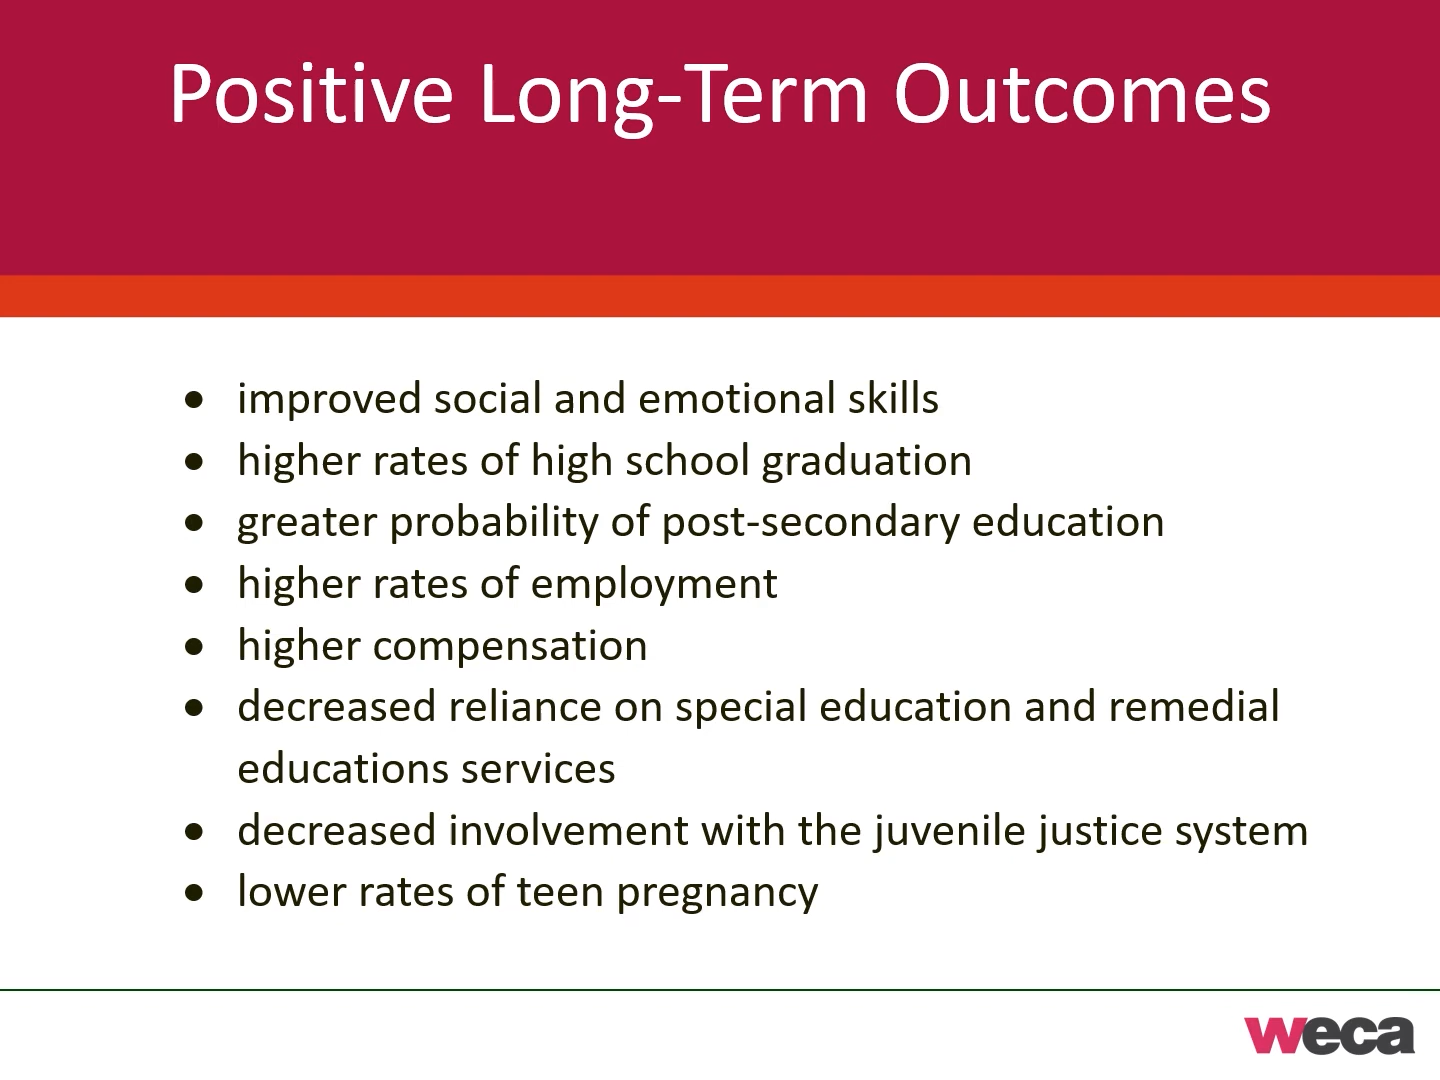 Positive Long-Term Outcomes
• improved social and emotional skills
• higher rates of high school graduation
• greater probability of post-secondary education
• higher rates of employment
• higher compensation
• decreased reliance on special education and remedial
educations services
• decreased involvement with the juvenile justice system
• lower rates of teen pregnancy
weca